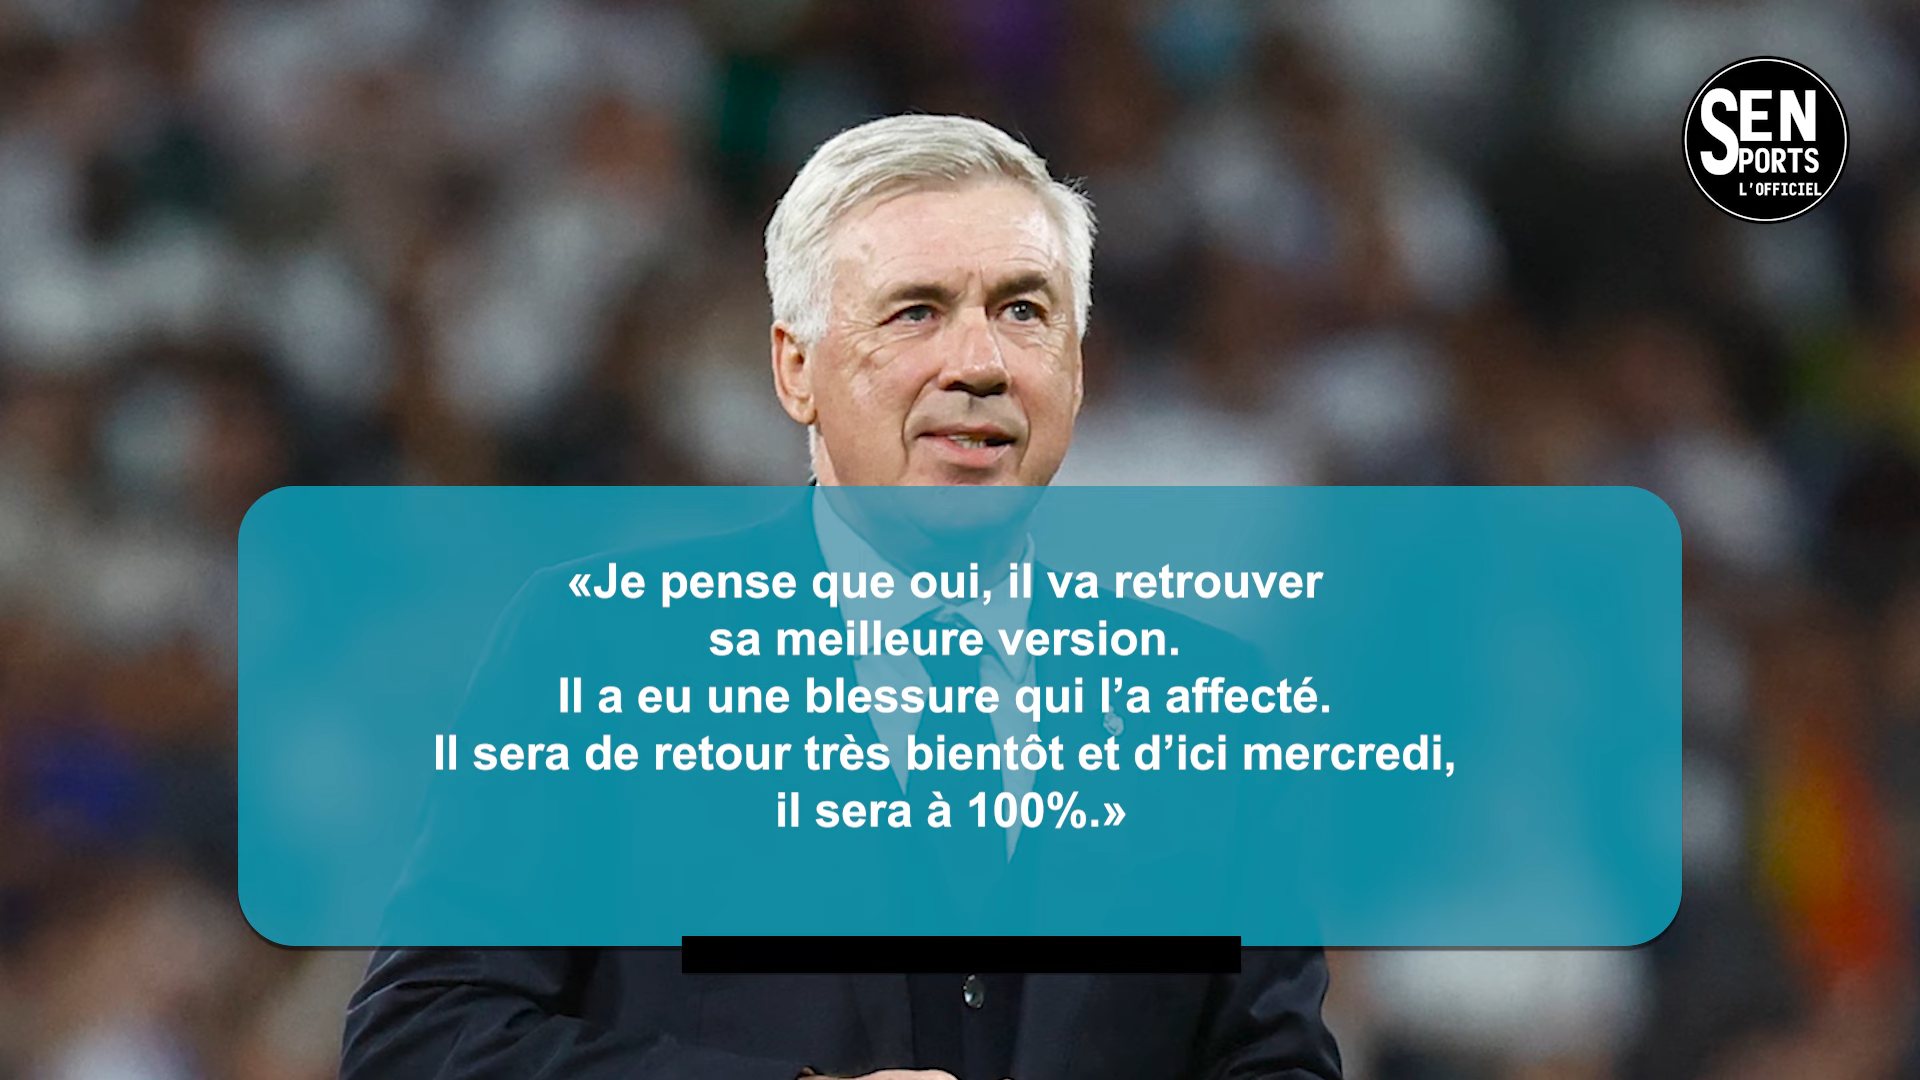 SEN
SPORTS
L'OFFICIEL
«Je pense que oui, il va retrouver
sa meilleure version.
Il a eu une blessure qui l’a affecté.
Il sera de retour très bientôt et d’ici mercredi,
il sera à 100%.»